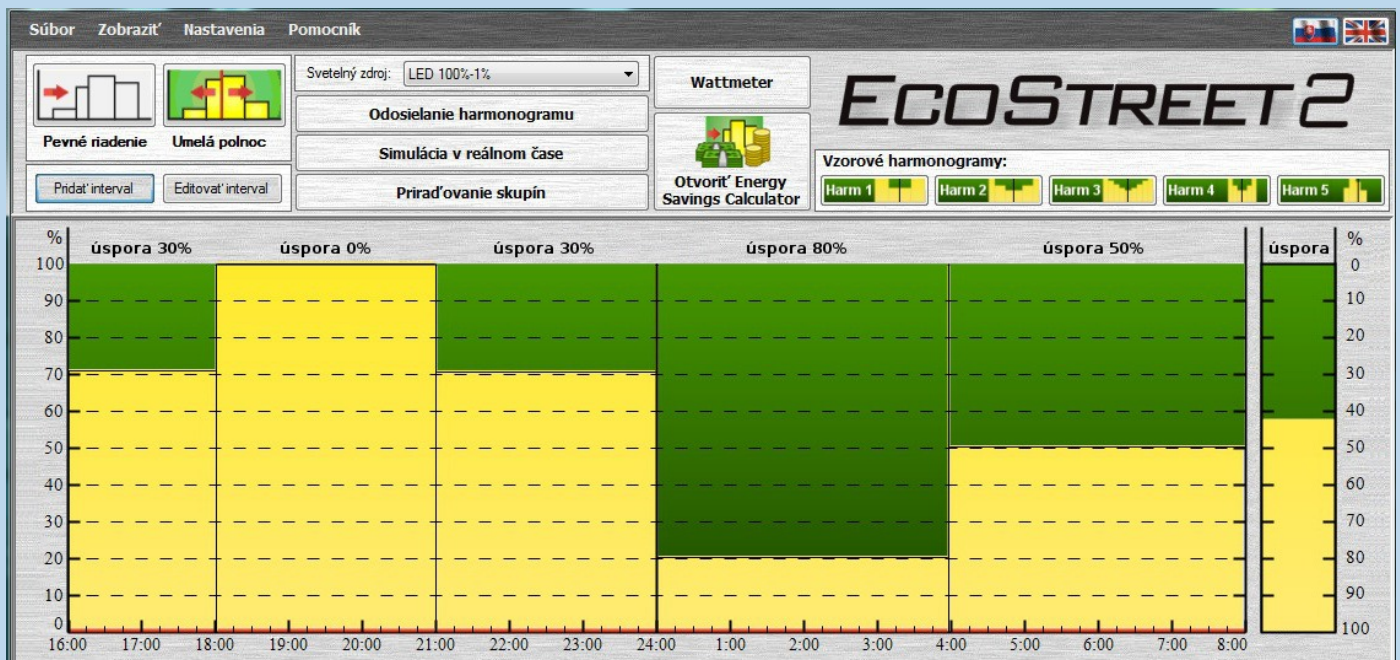 Súbor Zobraziť Nastavenia Pomocník
Pevné riadenie Umelá polnoc
Pridať interval Editovať interval
Svetelný zdroj: LED 100%-1%
Odosielanie harmonogramu
Simulácia v reálnom čase
Priraďovanie skupín
Wattmeter
Otvoriť Energy
Savings Calculator
ECOSTREET 2
Vzorové harmonogramy:
Harm 1 Harm 2 Harm 3 Harm 4 Harm 5
% úspora 30% úspora 0% úspora 30% úspora 80% úspora 50% úspora %
100 0
90 10
80 20
70 30
60 40
50 50
40 60
30 70
20 80
10 90
0 100
16:00 17:00 18:00 19:00 20:00 21:00 22:00 23:00 24:00 1:00 2:00 3:00 4:00 5:00 6:00 7:00 8:00